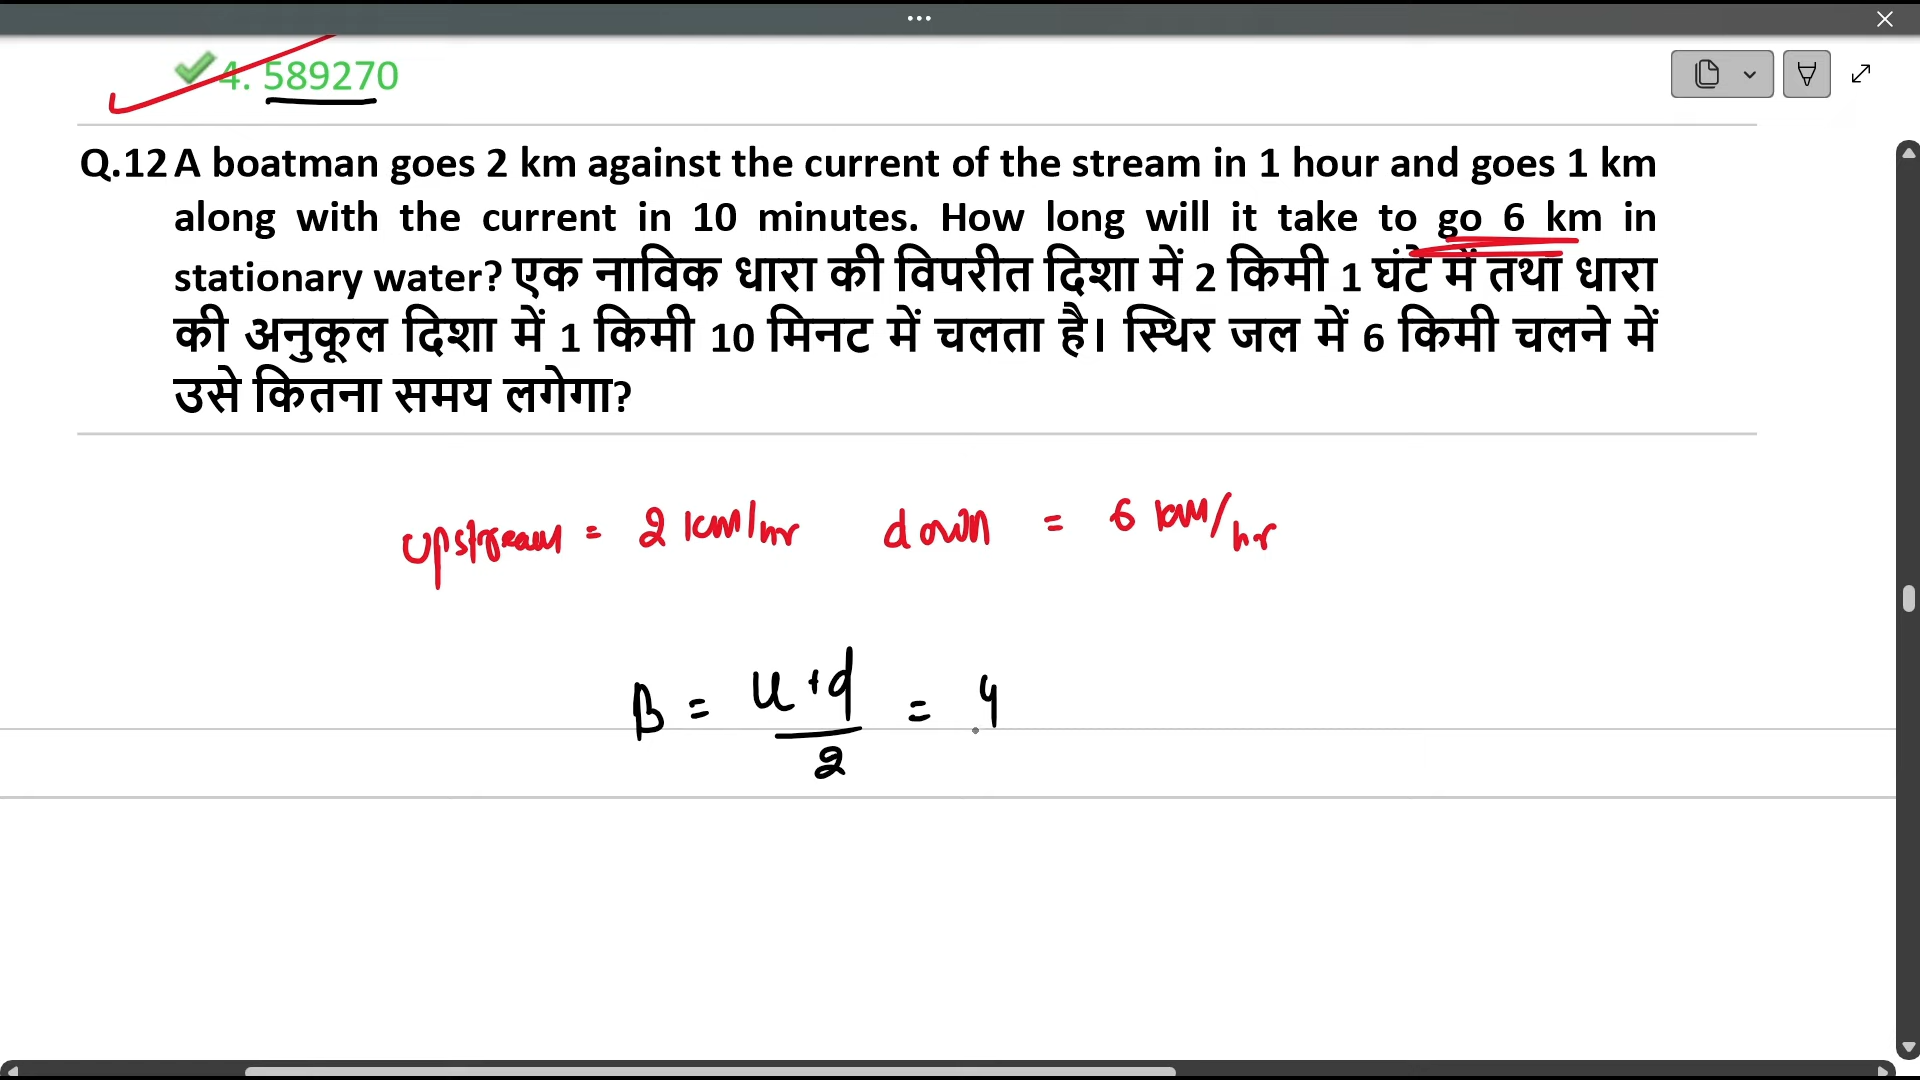 4. 589270
Q.12 A boatman goes 2 km against the current of the stream in 1 hour and goes 1 km
along with the current in 10 minutes. How long will it take to go 6 km in
stationary water? एक नाविक धारा की विपरीत दिशा में 2 किमी 1 घंटे में तथा धारा
की अनुकूल दिशा में 1 किमी 10 मिनट में चलता है। स्थिर जल में 6 किमी चलने में
उसे कितना समय लगेगा?
upstream = 2 km/hr down = 6 km/hr
B = u+d/2 = 4